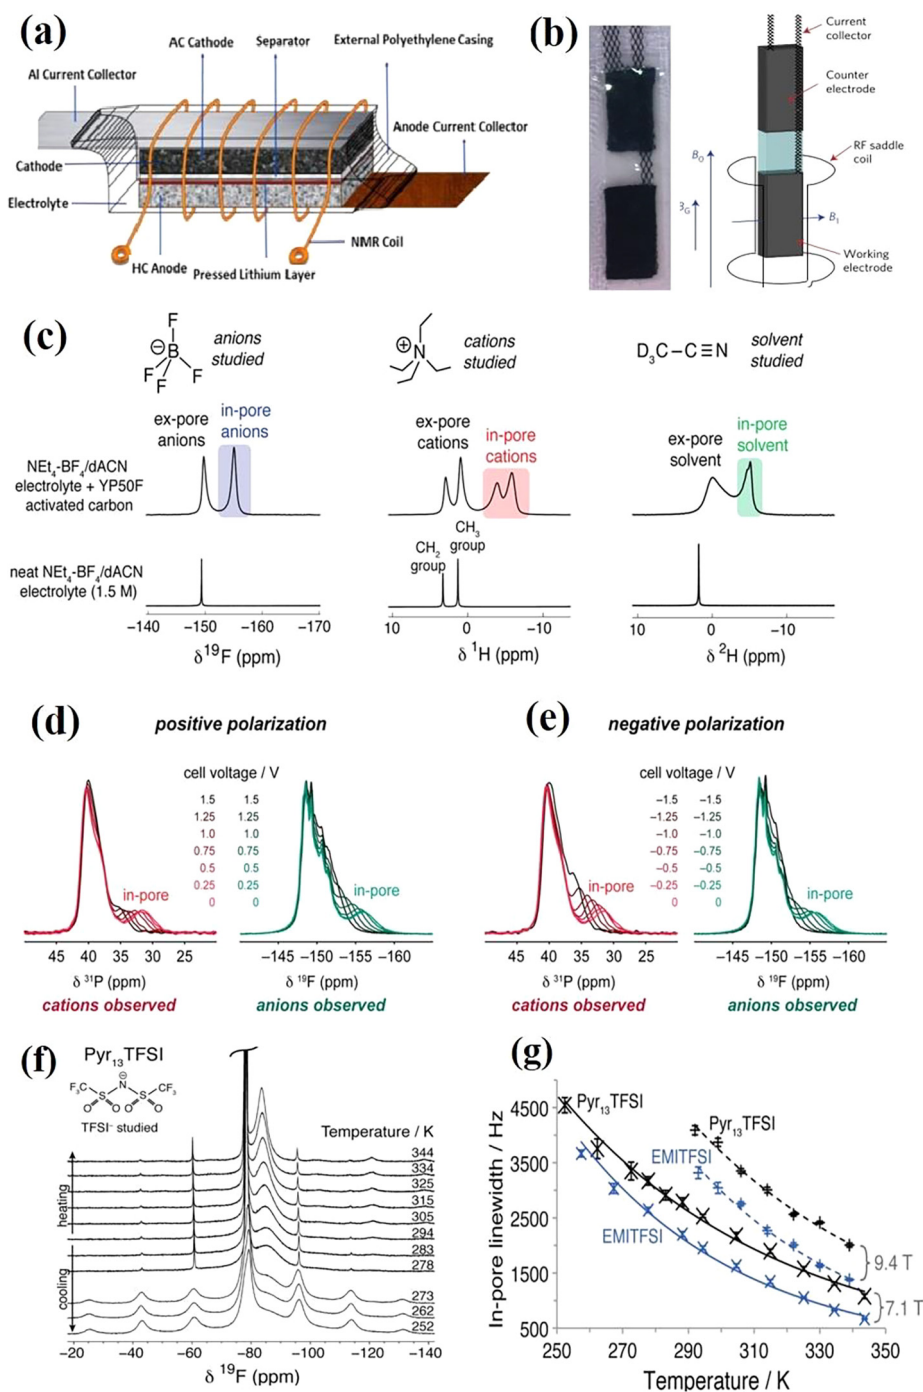 (a)
AC Cathode
Separator
External Polyethylene Casing
Al Current Collector
Anode Current Collector
Cathode
Electrolyte
HC Anode
Pressed Lithium Layer
NMR Coil
(b)
Current
collector
Counter
electrode
B0
RF saddle
coil
BG
B1
Working
electrode
(c)
F
⊖
B
F
F
F
anions
studied
⊕
N
cations
studied
D3C–C≡N
solvent
studied
ex-pore
anions
in-pore
anions
ex-pore
cations
in-pore
cations
ex-pore
solvent
in-pore
solvent
NEt4-BF4/dACN
electrolyte + YP50F
activated carbon
CH2
group
CH3
group
neat NEt4-BF4/dACN
electrolyte (1.5 M)
−140 −150 −160 −170
δ 19F (ppm)
10 0 −10
δ 1H (ppm)
10 0 −10
δ 2H (ppm)
(d)
positive polarization
cell voltage / V
1.5 1.5
1.25 1.25
1.0 1.0
0.75 0.75
0.5 0.5
0.25 0.25
0 0
in-pore
in-pore
45 40 35 30 25 20
δ 31P (ppm)
cations observed
−145 −150 −155 −160
δ 19F (ppm)
anions observed
(e)
negative polarization
cell voltage / V
−1.5 −1.5
−1.25 −1.25
−1.0 −1.0
−0.75 −0.75
−0.5 −0.5
−0.25 −0.25
0 0
in-pore
in-pore
45 40 35 30 25 20
δ 31P (ppm)
cations observed
−145 −150 −155 −160
δ 19F (ppm)
anions observed
(f)
Pyr13TFSI
F3C
S
N
⊖
S
CF3
O O O O
TFSI− studied
Temperature / K
344
334
325
315
305
294
283
278
273
262
252
heating
cooling
−20 −40 −60 −80 −100 −120 −140
δ 19F (ppm)
(g)
In-pore linewidth / Hz
4500
3500
2500
1500
500
Pyr13TFSI
Pyr13TFSI
EMITFSI
EMITFSI
9.4 T
7.1 T
250 270 290 310 330 350
Temperature / K